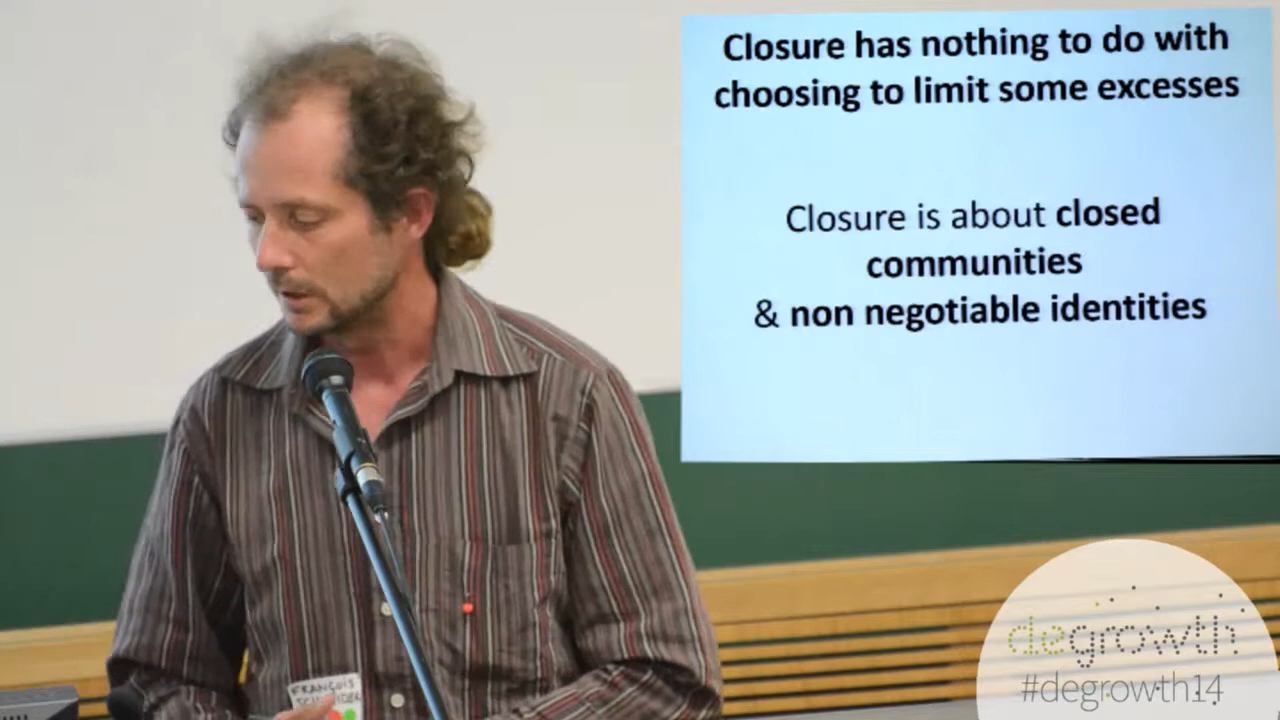 Closure has nothing to do with
choosing to limit some excesses
Closure is about closed
communities
& non negotiable identities
FRANÇOIS
degrowth
#degrowth14